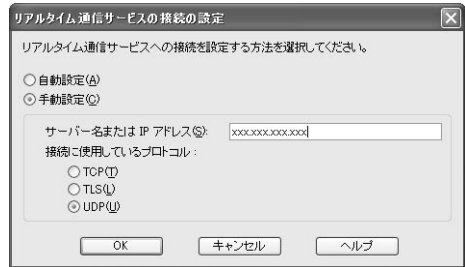 リアルタイム通信サービスの接続の設定
リアルタイム通信サービスへの接続を設定する方法を選択してください。
自動設定(A)
手動設定(C)
サーバー名または IP アドレス(S):
xxx.xxx.xxx.xxx
接続に使用しているプロトコル：
TCP(T)
TLS(L)
UDP(U)
OK キャンセル ヘルプ